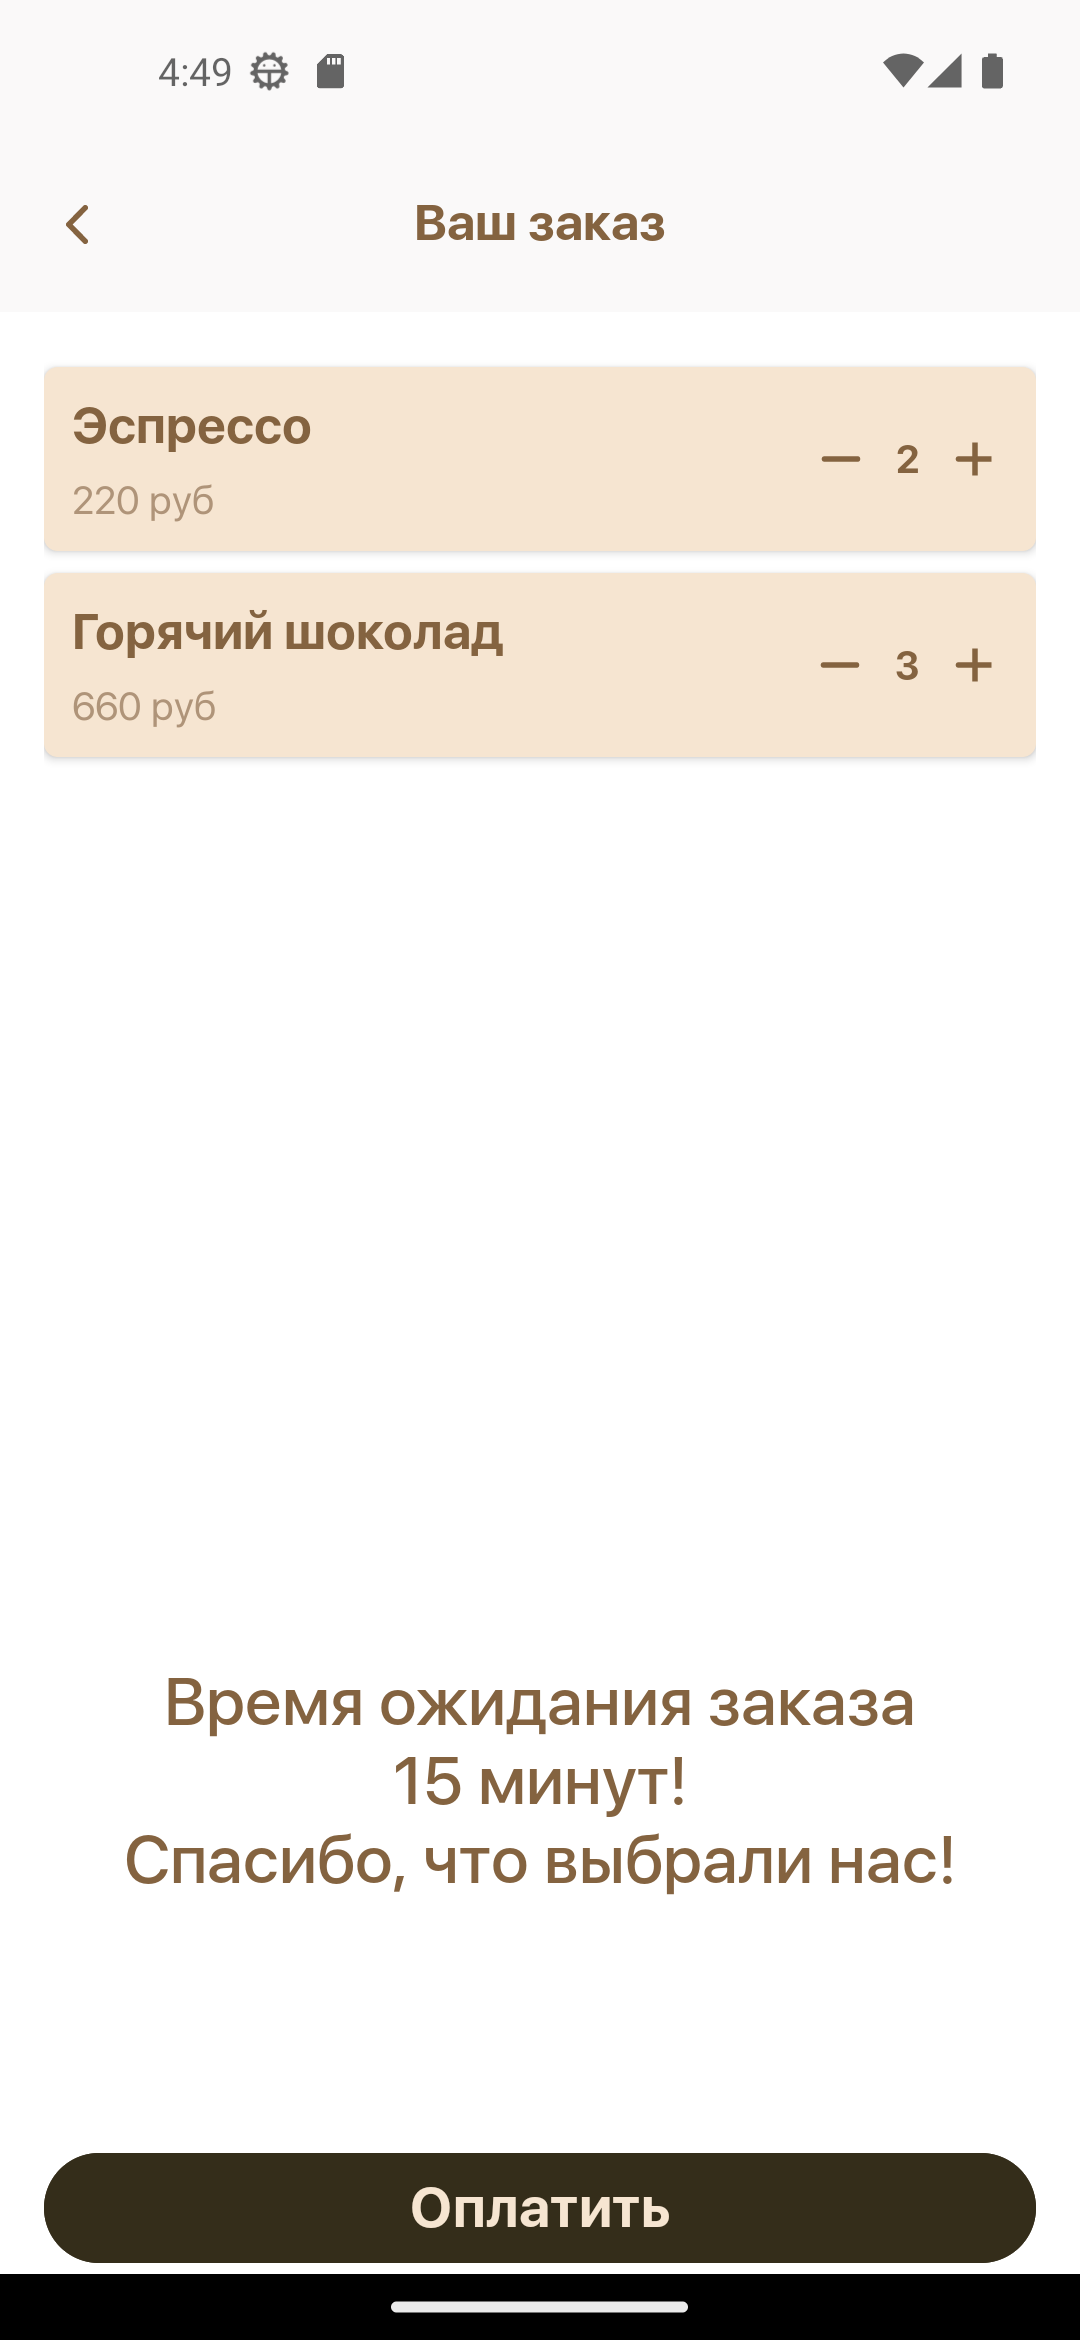 4:49
Ваш заказ
Эспрессо
220 руб
2
Горячий шоколад
660 руб
3
Время ожидания заказа
15 минут!
Спасибо, что выбрали нас!
Оплатить